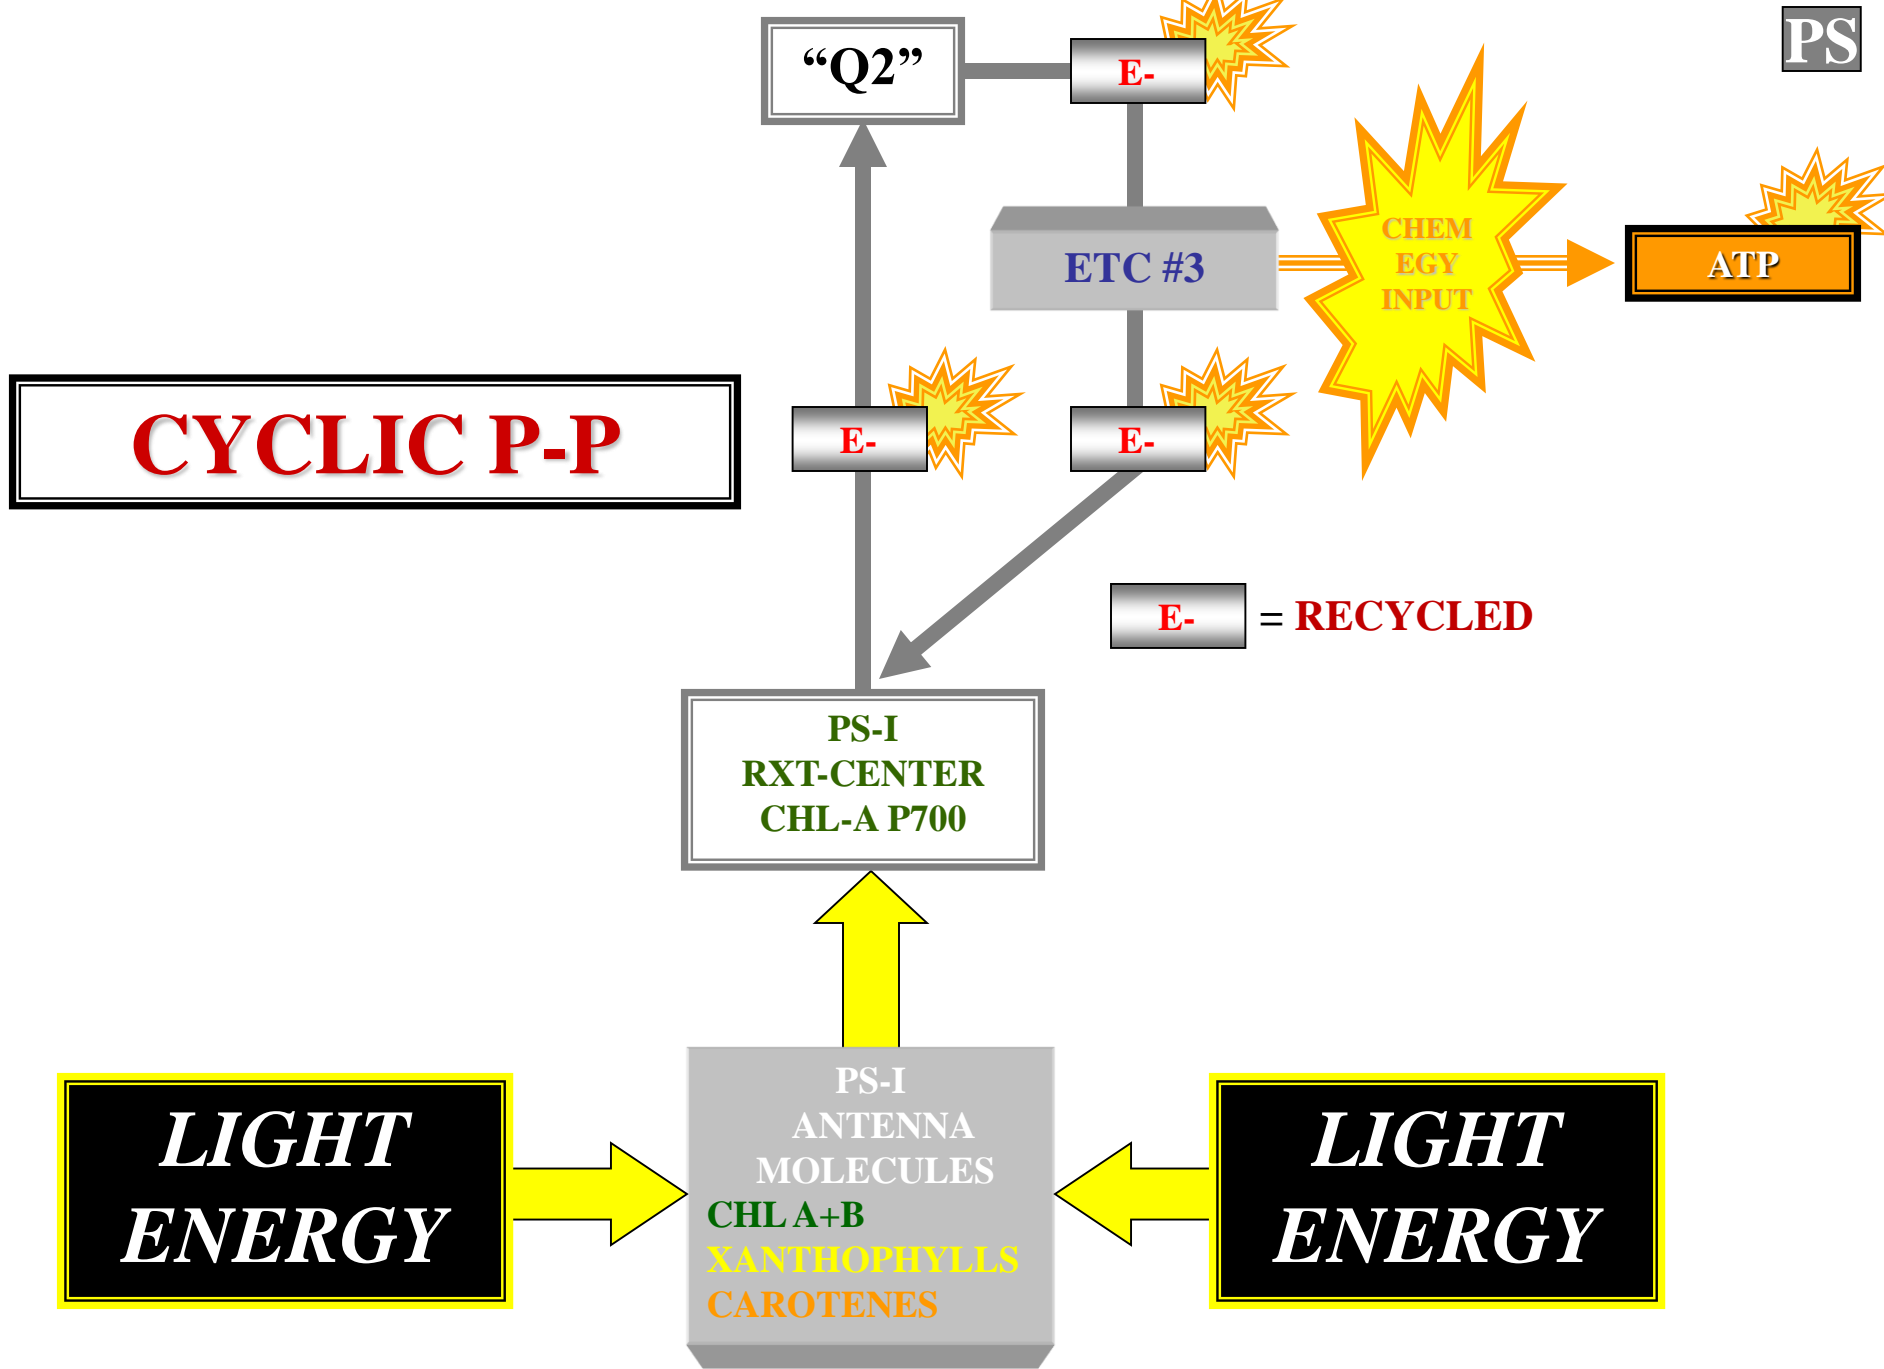 “Q2”
E-
PS
CHEM
EGY
INPUT
ETC #3
ATP
CYCLIC P-P
E-
E-
E-
= RECYCLED
PS-I
RXT-CENTER
CHL-A P700
LIGHT
ENERGY
PS-I
ANTENNA
MOLECULES
CHL A+B
XANTHOPHYLLS
CAROTENES
LIGHT
ENERGY